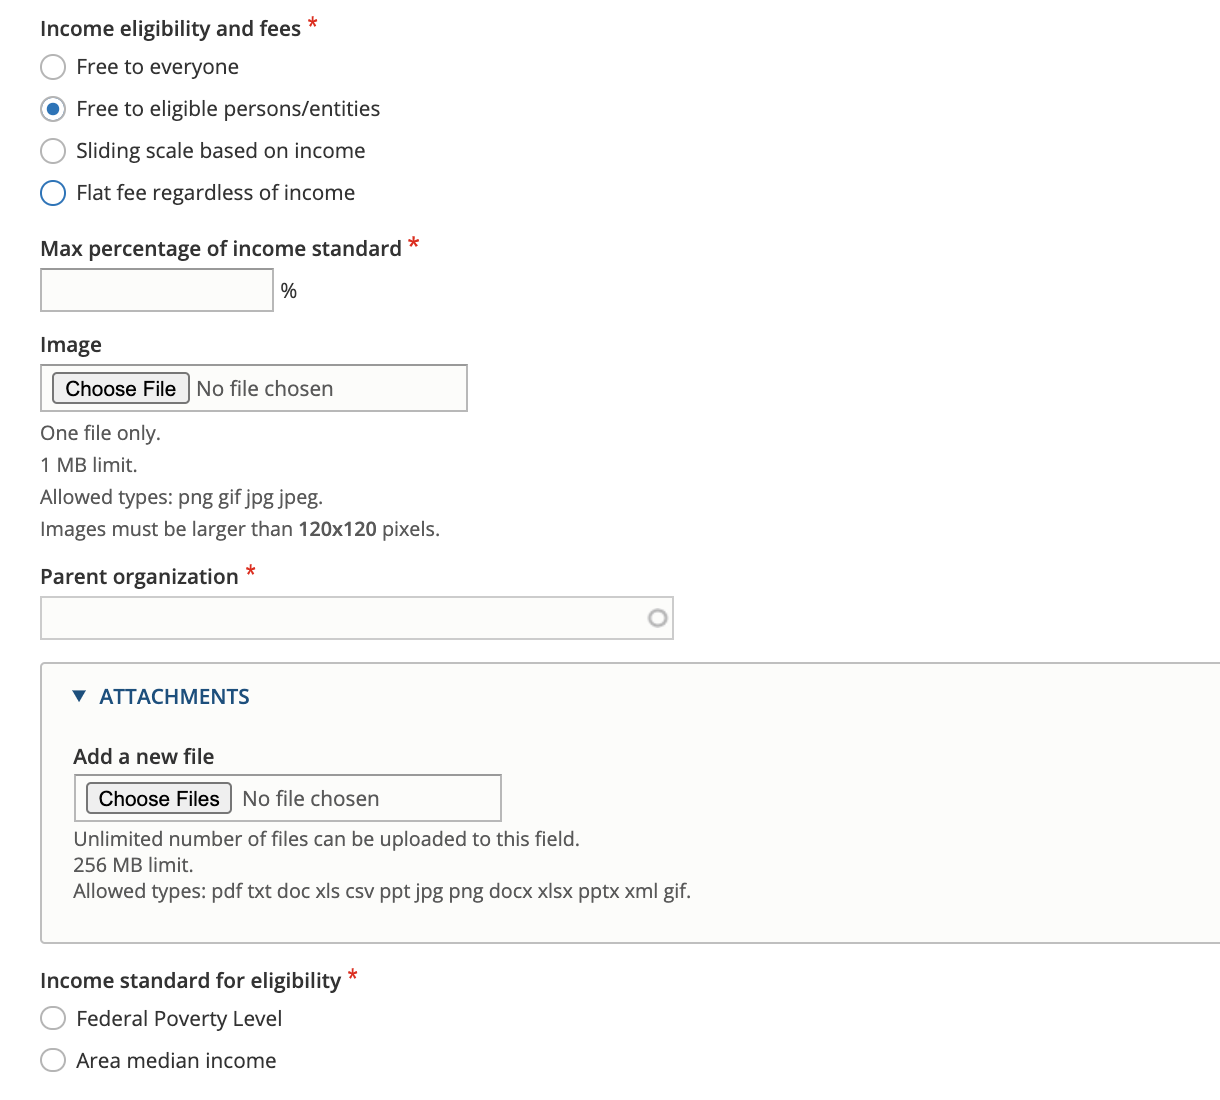 Income eligibility and fees *
Free to everyone
Free to eligible persons/entities
Sliding scale based on income
Flat fee regardless of income
Max percentage of income standard *
%
Image
Choose File No file chosen
One file only.
1 MB limit.
Allowed types: png gif jpg jpeg.
Images must be larger than 120x120 pixels.
Parent organization *
ATTACHMENTS
Add a new file
Choose Files No file chosen
Unlimited number of files can be uploaded to this field.
256 MB limit.
Allowed types: pdf txt doc xls csv ppt jpg png docx xlsx pptx xml gif.
Income standard for eligibility *
Federal Poverty Level
Area median income